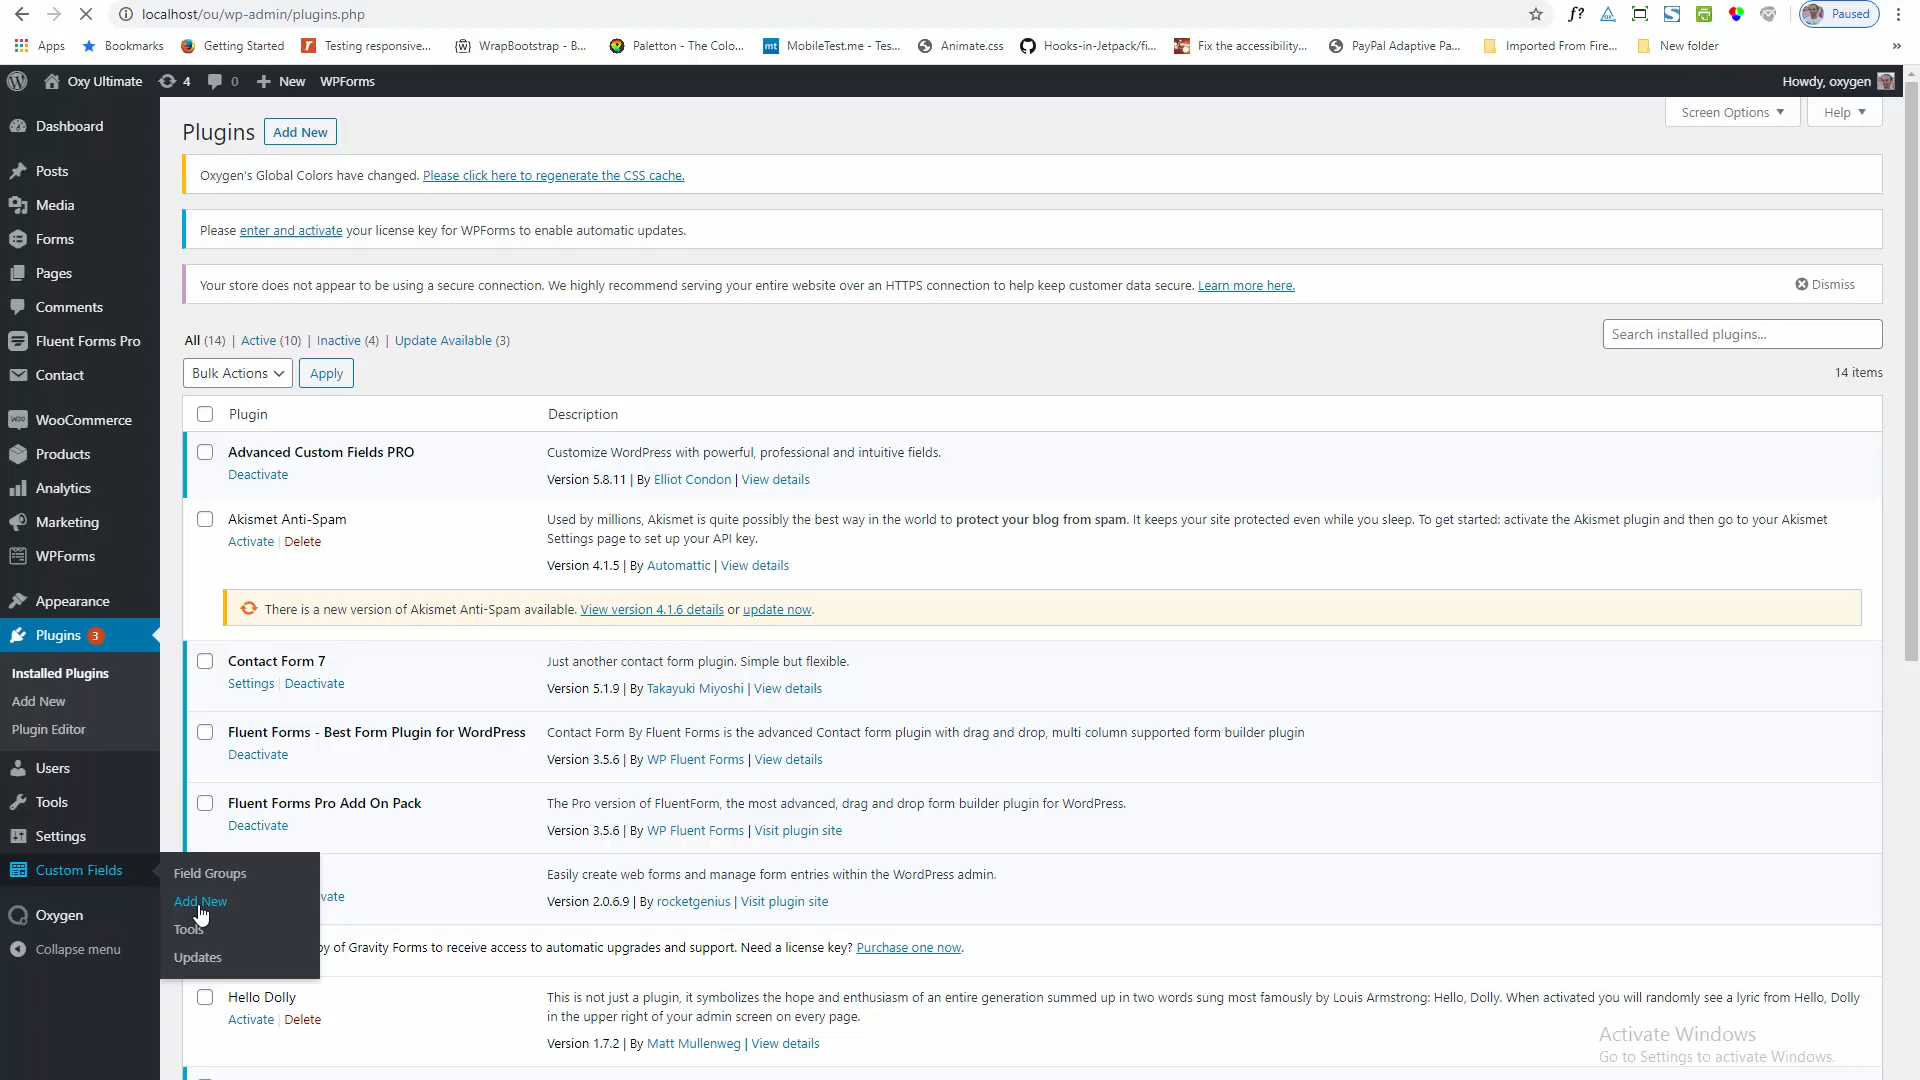 localhost/ou/wp-admin/plugins.php
f?
Paused
Apps
Bookmarks
Getting Started
Testing responsive...
WrapBootstrap - B...
Paletton - The Colo...
mt
MobileTest.me - Tes...
Animate.css
Hooks-in-Jetpack/fi...
Fix the accessibility...
PayPal Adaptive Pa...
Imported From Fire...
New folder
»
Oxy Ultimate
4
0
New
WPForms
Howdy, oxygen
Dashboard
Posts
Media
Forms
Pages
Comments
Fluent Forms Pro
Contact
WooCommerce
Products
Analytics
Marketing
WPForms
Appearance
Plugins 3
Installed Plugins
Add New
Plugin Editor
Users
Tools
Settings
Custom Fields
Oxygen
Collapse menu
Field Groups
Add New
Tools
Updates
Screen Options
Help
Plugins
Add New
Oxygen's Global Colors have changed. Please click here to regenerate the CSS cache.
Please enter and activate your license key for WPForms to enable automatic updates.
Your store does not appear to be using a secure connection. We highly recommend serving your entire website over an HTTPS connection to help keep customer data secure. Learn more here.
Dismiss
All (14) | Active (10) | Inactive (4) | Update Available (3)
Search installed plugins...
Bulk Actions
Apply
14 items
Plugin
Description
Advanced Custom Fields PRO
Deactivate
Customize WordPress with powerful, professional and intuitive fields.
Version 5.8.11 | By Elliot Condon | View details
Akismet Anti-Spam
Activate | Delete
Used by millions, Akismet is quite possibly the best way in the world to protect your blog from spam. It keeps your site protected even while you sleep. To get started: activate the Akismet plugin and then go to your Akismet
Settings page to set up your API key.
Version 4.1.5 | By Automattic | View details
There is a new version of Akismet Anti-Spam available. View version 4.1.6 details or update now.
Contact Form 7
Settings | Deactivate
Just another contact form plugin. Simple but flexible.
Version 5.1.9 | By Takayuki Miyoshi | View details
Fluent Forms - Best Form Plugin for WordPress
Deactivate
Contact Form By Fluent Forms is the advanced Contact form plugin with drag and drop, multi column supported form builder plugin
Version 3.5.6 | By WP Fluent Forms | View details
Fluent Forms Pro Add On Pack
Deactivate
The Pro version of FluentForm, the most advanced, drag and drop form builder plugin for WordPress.
Version 3.5.6 | By WP Fluent Forms | Visit plugin site
vate
Easily create web forms and manage form entries within the WordPress admin.
Version 2.0.6.9 | By rocketgenius | Visit plugin site
of Gravity Forms to receive access to automatic upgrades and support. Need a license key? Purchase one now.
Hello Dolly
Activate | Delete
This is not just a plugin, it symbolizes the hope and enthusiasm of an entire generation summed up in two words sung most famously by Louis Armstrong: Hello, Dolly. When activated you will randomly see a lyric from Hello, Dolly
in the upper right of your admin screen on every page.
Version 1.7.2 | By Matt Mullenweg | View details
Activate Windows
Go to Settings to activate Windows.